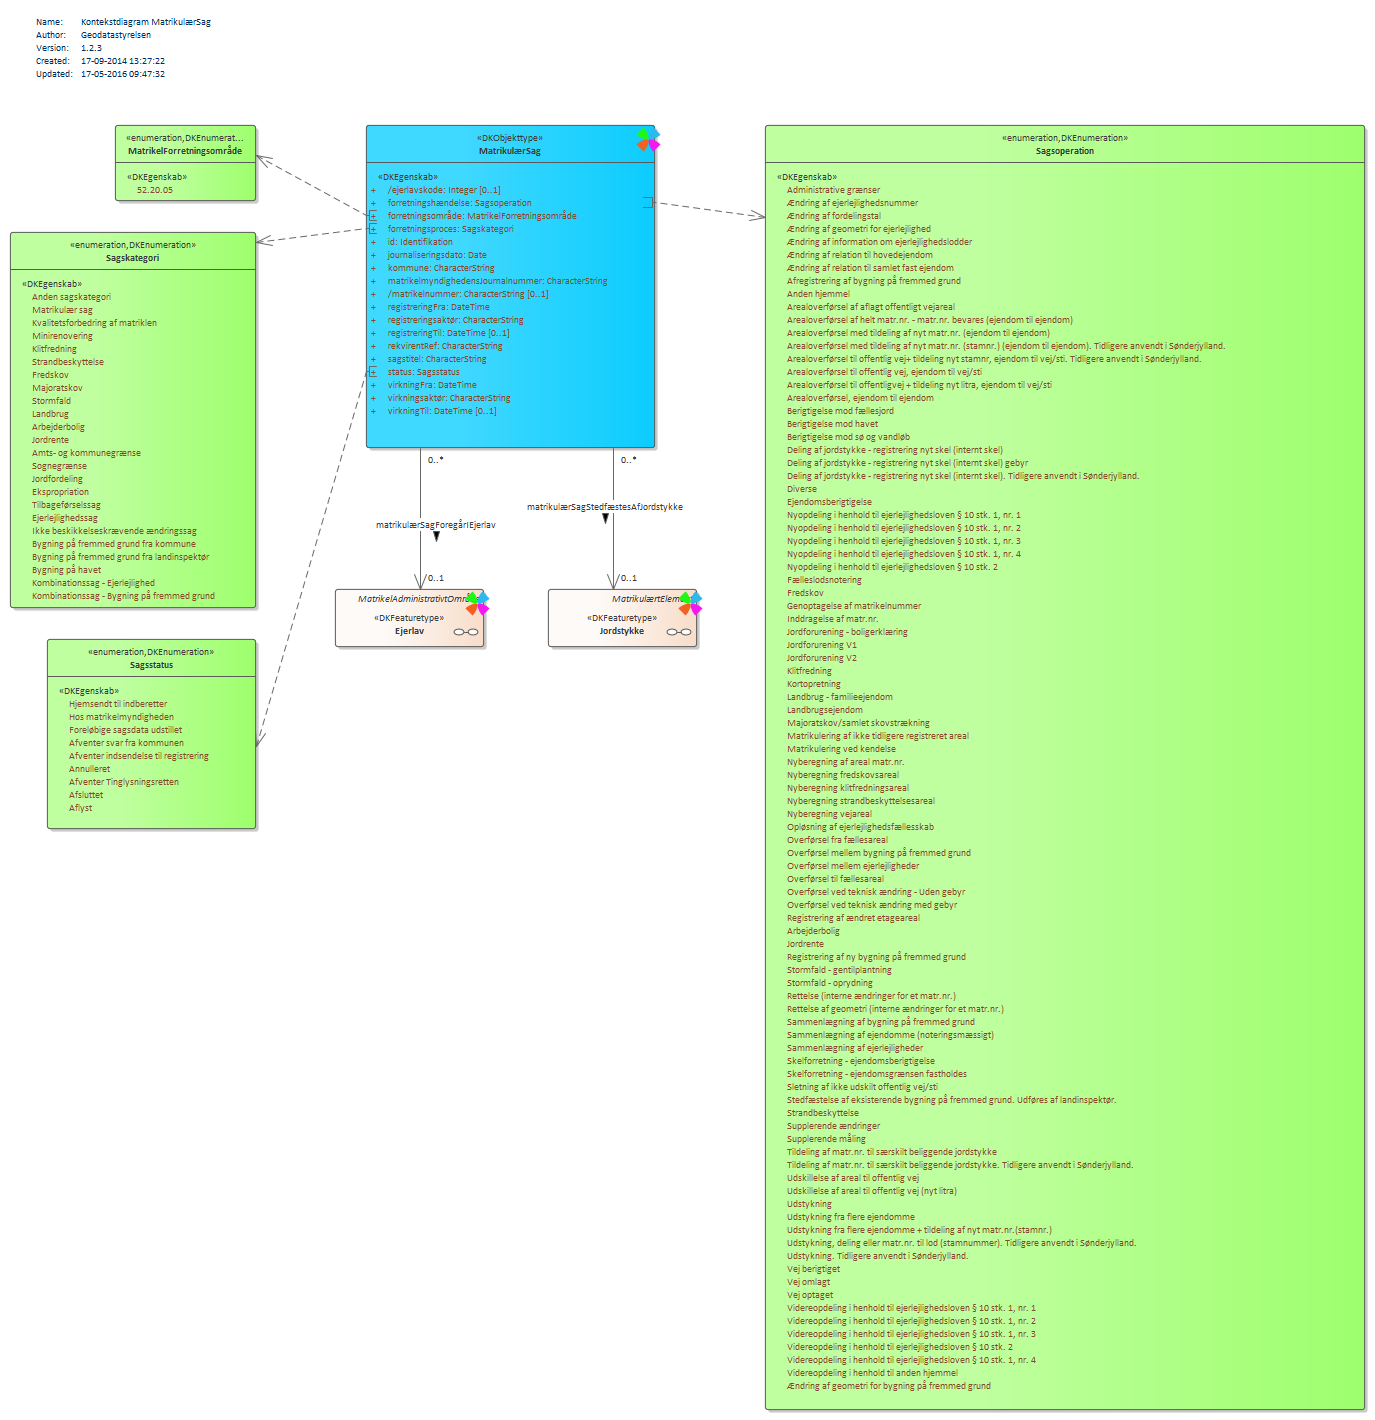 Name: Kontekstdiagram MatrikulærSag
Author: Geodatastyrelsen
Version: 1.2.3
Created: 17-09-2014 13:27:22
Updated: 17-05-2016 09:47:32
«enumeration,DKEnumerat...
MatrikelForretningsområde
«DKEgenskab»
52.20.05
«enumeration,DKEnumeration»
Sagskategori
«DKEgenskab»
Anden sagskategori
Matrikulær sag
Kvalitetsforbedring af matriklen
Minirenovering
Klitfredning
Strandbeskyttelse
Fredskov
Majoratskov
Stormfald
Landbrug
Arbejderbolig
Jordrente
Amts- og kommunegrænse
Sognegrænse
Jordfordeling
Ekspropriation
Tilbageførselssag
Ejerlejlighedssag
Ikke beskikkelseskrævende ændringssag
Bygning på fremmed grund fra kommune
Bygning på fremmed grund fra landinspektør
Bygning på havet
Kombinationssag - Ejerlejlighed
Kombinationssag - Bygning på fremmed grund
«enumeration,DKEnumeration»
Sagsstatus
«DKEgenskab»
Hjemsendt til indberetter
Hos matrikelmyndigheden
Foreløbige sagsdata udstillet
Afventer svar fra kommunen
Afventer indsendelse til registrering
Annulleret
Afventer Tinglysningsretten
Afsluttet
Aflyst
«DKObjekttype»
MatrikulærSag
«DKEgenskab»
+ /ejerlavskode: Integer [0..1]
+ forretningshændelse: Sagsoperation
+ forretningsområde: MatrikelForretningsområde
+ forretningsproces: Sagskategori
+ id: Identifikation
+ journaliseringsdato: Date
+ kommune: CharacterString
+ matrikelmyndighedensJournalnummer: CharacterString
+ /matrikelnummer: CharacterString [0..1]
+ registreringFra: DateTime
+ registreringsaktør: CharacterString
+ registreringTil: DateTime [0..1]
+ rekvirentRef: CharacterString
+ sagstitel: CharacterString
+ status: Sagsstatus
+ virkningFra: DateTime
+ virkningsaktør: CharacterString
+ virkningTil: DateTime [0..1]
0..*
0..*
matrikulærSagStedfæstesAfJordstykke
matrikulærSagForegårIEjerlav
0..1
0..1
MatrikelAdministrativtOmrå
«DKFeaturetype»
Ejerlav
MatrikulærtElem
«DKFeaturetype»
Jordstykke
«enumeration,DKEnumeration»
Sagsoperation
«DKEgenskab»
Administrative grænser
Ændring af ejerlejlighedsnummer
Ændring af fordelingstal
Ændring af geometri for ejerlejlighed
Ændring af information om ejerlejlighedslodder
Ændring af relation til hovedejendom
Ændring af relation til samlet fast ejendom
Afregistrering af bygning på fremmed grund
Anden hjemmel
Arealoverførsel af aflagt offentligt vejareal
Arealoverførsel af helt matr.nr. - matr.nr. bevares (ejendom til ejendom)
Arealoverførsel med tildeling af nyt matr.nr. (ejendom til ejendom)
Arealoverførsel med tildeling af nyt matr.nr. (stamnr.) (ejendom til ejendom). Tidligere anvendt i Sønderjylland.
Arealoverførsel til offentlig vej+ tildeling nyt stamnr, ejendom til vej/sti. Tidligere anvendt i Sønderjylland.
Arealoverførsel til offentlig vej, ejendom til vej/sti
Arealoverførsel til offentligvej + tildeling nyt litra, ejendom til vej/sti
Arealoverførsel, ejendom til ejendom
Berigtigelse mod fællesjord
Berigtigelse mod havet
Berigtigelse mod sø og vandløb
Deling af jordstykke - registrering nyt skel (internt skel)
Deling af jordstykke - registrering nyt skel (internt skel) gebyr
Deling af jordstykke - registrering nyt skel (internt skel). Tidligere anvendt i Sønderjylland.
Diverse
Ejendomsberigtigelse
Nyopdeling i henhold til ejerlejlighedsloven § 10 stk. 1, nr. 1
Nyopdeling i henhold til ejerlejlighedsloven § 10 stk. 1, nr. 2
Nyopdeling i henhold til ejerlejlighedsloven § 10 stk. 1, nr. 3
Nyopdeling i henhold til ejerlejlighedsloven § 10 stk. 1, nr. 4
Nyopdeling i henhold til ejerlejlighedsloven § 10 stk. 2
Fælleslodsnotering
Fredskov
Genoptagelse af matrikelnummer
Inddragelse af matr.nr.
Jordforurening - boligerklæring
Jordforurening V1
Jordforurening V2
Klitfredning
Kortopretning
Landbrug - familieejendom
Landbrugsejendom
Majoratskov/samlet skovstrækning
Matrikulering af ikke tidligere registreret areal
Matrikulering ved kendelse
Nyberegning af areal matr.nr.
Nyberegning fredskovsareal
Nyberegning klitfredningsareal
Nyberegning strandbeskyttelsesareal
Nyberegning vejareal
Opløsning af ejerlejlighedsfællesskab
Overførsel fra fællesareal
Overførsel mellem bygning på fremmed grund
Overførsel mellem ejerlejligheder
Overførsel til fællesareal
Overførsel ved teknisk ændring - Uden gebyr
Overførsel ved teknisk ændring med gebyr
Registrering af ændret etageareal
Arbejderbolig
Jordrente
Registrering af ny bygning på fremmed grund
Stormfald - gentilplantning
Stormfald - oprydning
Rettelse (interne ændringer for et matr.nr.)
Rettelse af geometri (interne ændringer for et matr.nr.)
Sammenlægning af bygning på fremmed grund
Sammenlægning af ejendomme (noteringsmæssigt)
Sammenlægning af ejerlejligheder
Skelforretning - ejendomsberigtigelse
Skelforretning - ejendomsgrænsen fastholdes
Sletning af ikke udskilt offentlig vej/sti
Stedfæstelse af eksisterende bygning på fremmed grund. Udføres af landinspektør.
Strandbeskyttelse
Supplerende ændringer
Supplerende måling
Tildeling af matr.nr. til særskilt beliggende jordstykke
Tildeling af matr.nr. til særskilt beliggende jordstykke. Tidligere anvendt i Sønderjylland.
Udskillelse af areal til offentlig vej
Udskillelse af areal til offentlig vej (nyt litra)
Udstykning
Udstykning fra flere ejendomme
Udstykning fra flere ejendomme + tildeling af nyt matr.nr.(stamnr.)
Udstykning, deling eller matr.nr. til lod (stamnummer). Tidligere anvendt i Sønderjylland.
Udstykning. Tidligere anvendt i Sønderjylland.
Vej berigtiget
Vej omlagt
Vej optaget
Videreopdeling i henhold til ejerlejlighedsloven § 10 stk. 1, nr. 1
Videreopdeling i henhold til ejerlejlighedsloven § 10 stk. 1, nr. 2
Videreopdeling i henhold til ejerlejlighedsloven § 10 stk. 1, nr. 3
Videreopdeling i henhold til ejerlejlighedsloven § 10 stk. 2
Videreopdeling i henhold til ejerlejlighedsloven § 10 stk. 1, nr. 4
Videreopdeling i henhold til anden hjemmel
Ændring af geometri for bygning på fremmed grund